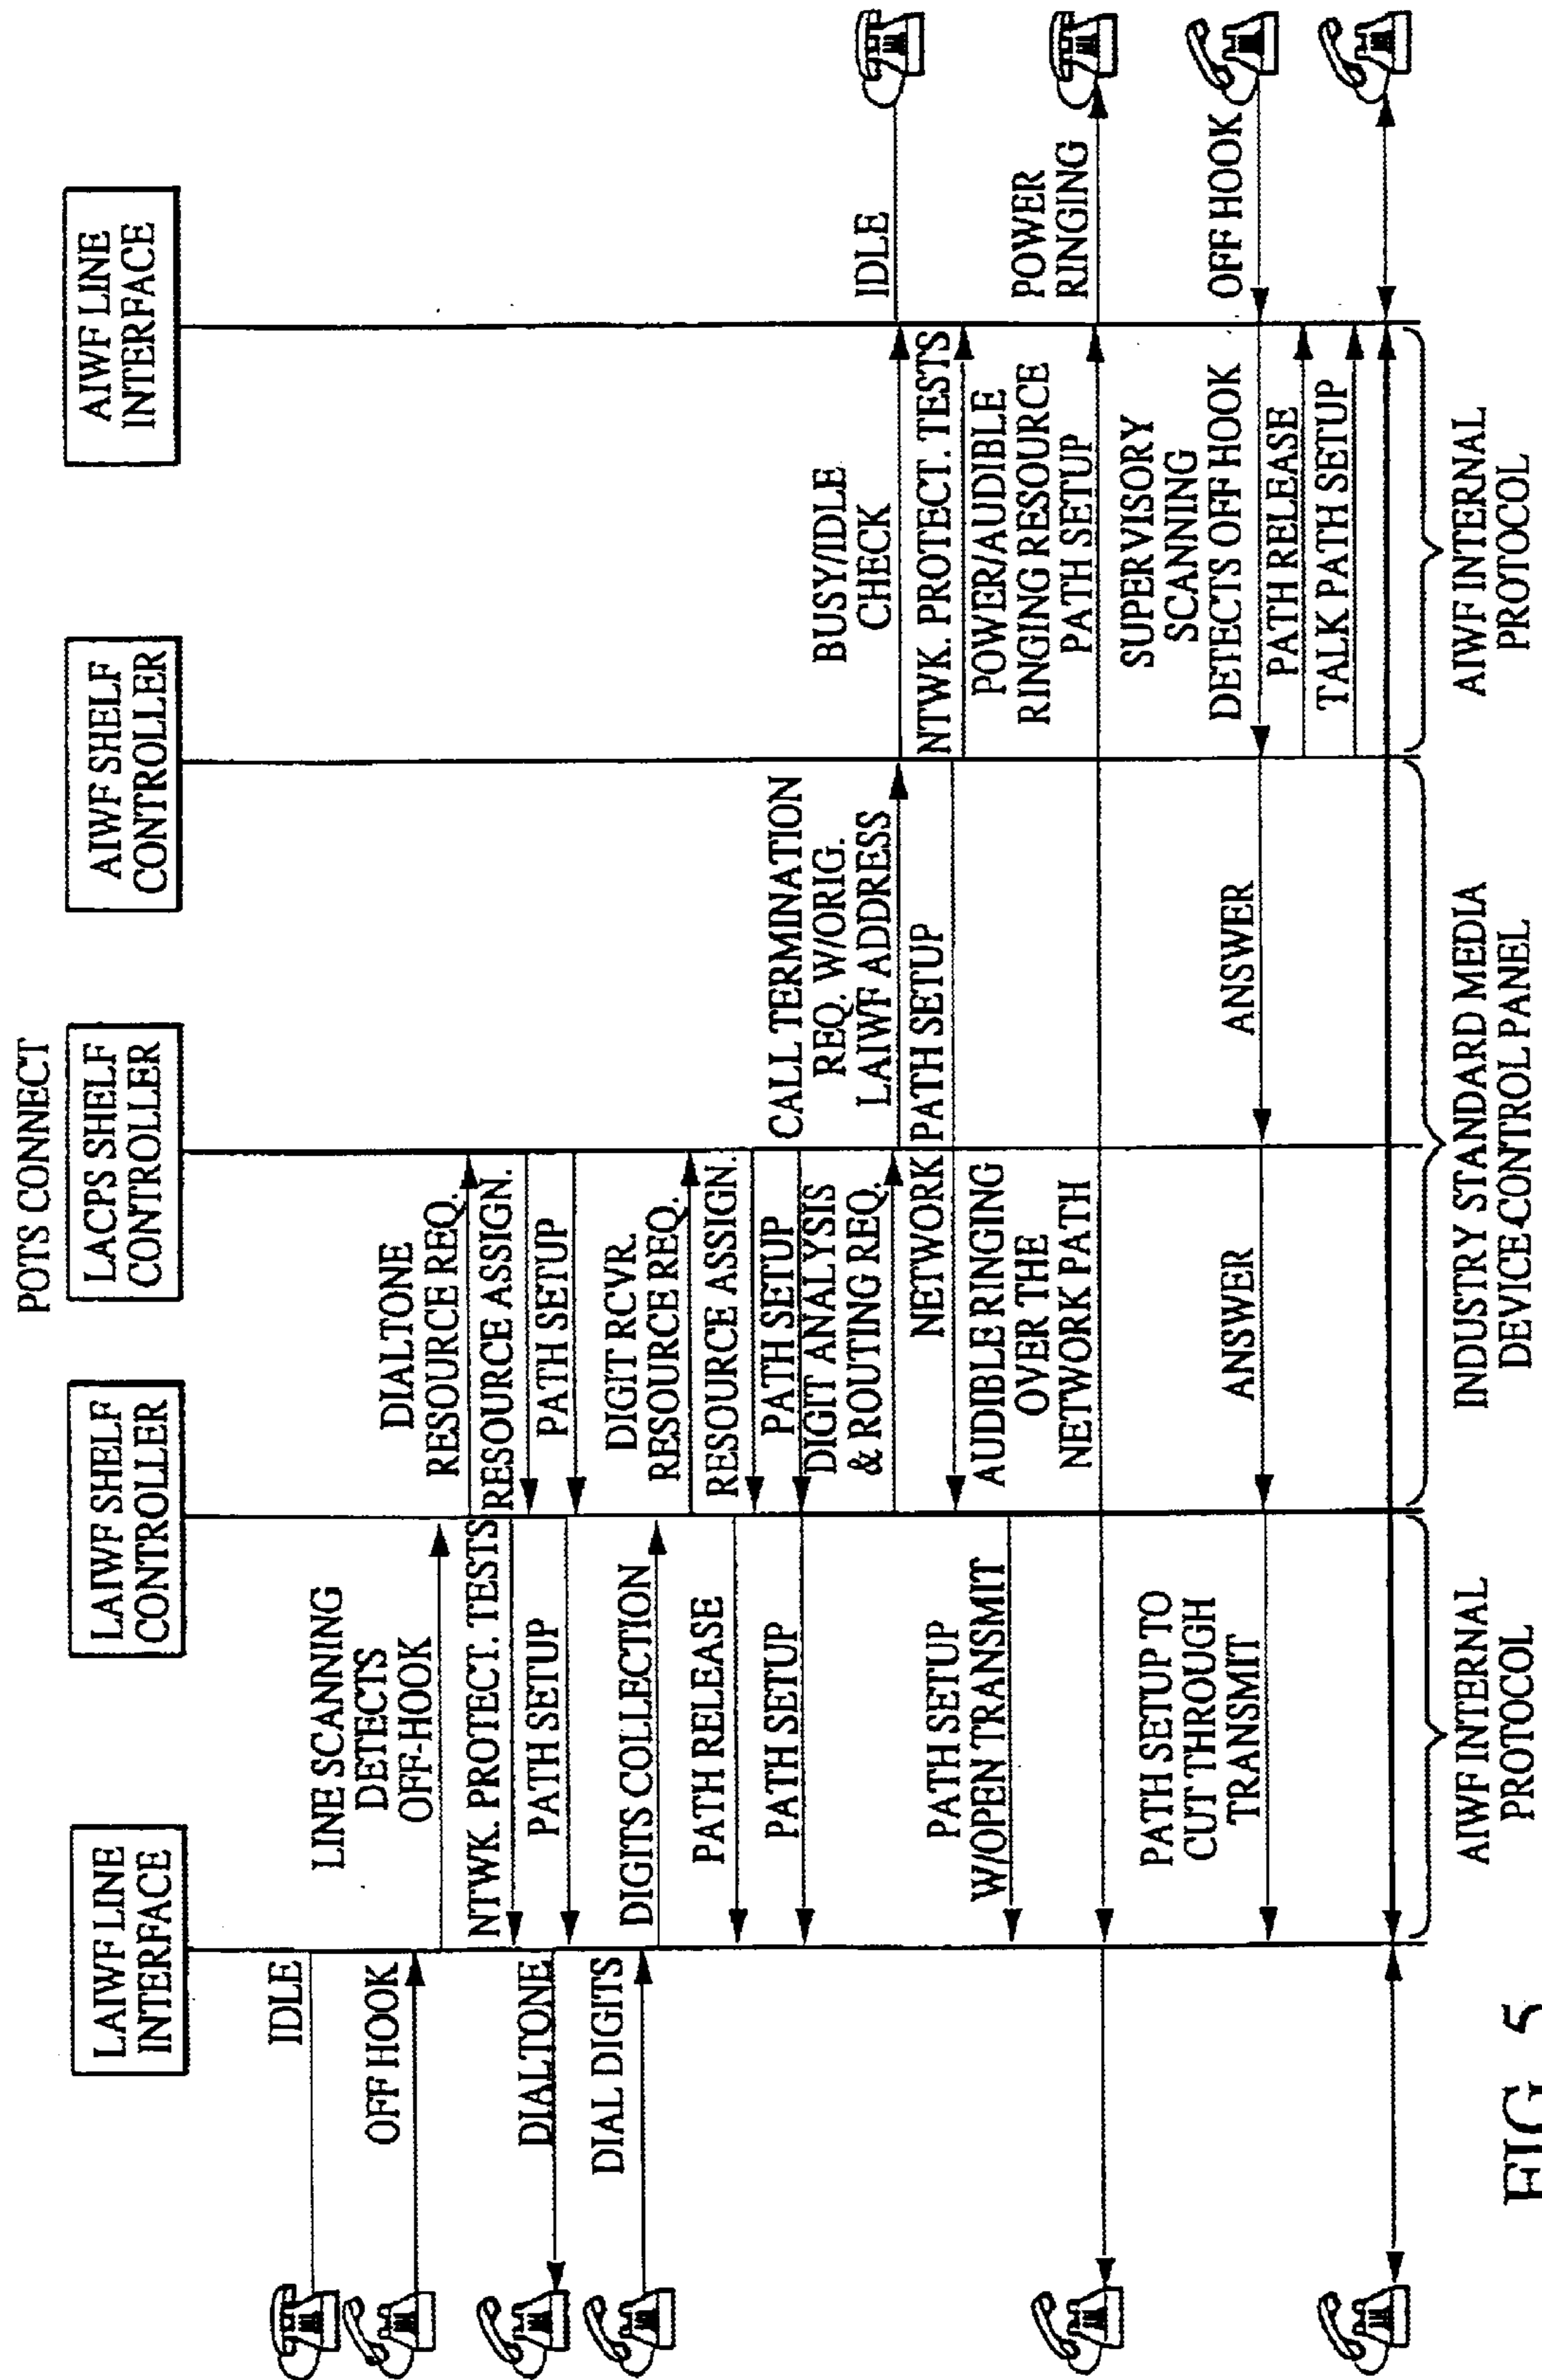 POTS CONNECT
LAIWF LINE
INTERFACE
LAIWF SHELF
CONTROLLER
LACPS SHELF
CONTROLLER
AIWF SHELF
CONTROLLER
AIWF LINE
INTERFACE
IDLE
OFF HOOK
DIALTONE
DIAL DIGITS
LINE SCANNING
DETECTS
OFF-HOOK
NTWK. PROTECT. TESTS
PATH SETUP
DIGITS COLLECTION
PATH RELEASE
PATH SETUP
PATH SETUP
W/OPEN TRANSMIT
PATH SETUP TO
CUT THROUGH
TRANSMIT
DIALTONE
RESOURCE REQ.
RESOURCE ASSIGN.
PATH SETUP
DIGIT RCVR.
RESOURCE REQ.
RESOURCE ASSIGN.
PATH SETUP
DIGIT ANALYSIS
& ROUTING REQ.
NETWORK PATH SETUP
AUDIBLE RINGING
OVER THE
NETWORK PATH
ANSWER
CALL TERMINATION
REQ. W/ORIG.
LAIWF ADDRESS
ANSWER
BUSY/IDLE
CHECK
NTWK. PROTECT. TESTS
POWER/AUDIBLE
RINGING RESOURCE
PATH SETUP
SUPERVISORY
SCANNING
DETECTS OFF HOOK
PATH RELEASE
TALK PATH SETUP
IDLE
POWER
RINGING
OFF HOOK
AIWF INTERNAL
PROTOCOL
INDUSTRY STANDARD MEDIA
DEVICE CONTROL PANEL
AIWF INTERNAL
PROTOCOL
FIG. 5